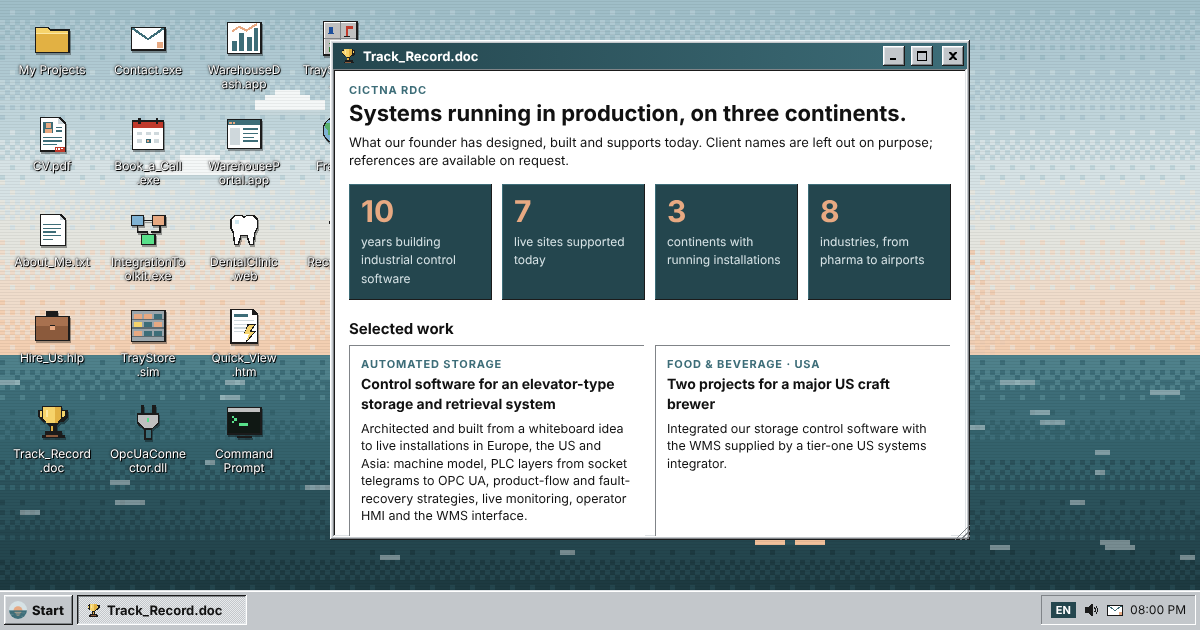 My Projects
Contact.exe
WarehouseD
ash.app
CV.pdf
Book_a_Call
.exe
WarehouseP
ortal.app
About_Me.txt
IntegrationTo
olkit.exe
DentalClinic
.web
Hire_Us.hlp
TrayStore
.sim
Quick_View
.htm
Track_Record
.doc
OpcUaConne
ctor.dll
Command
Prompt
Track_Record.doc
CICTNA RDC
Systems running in production, on three continents.
What our founder has designed, built and supports today. Client names are left out on purpose;
references are available on request.
10
years building
industrial control
software
7
live sites supported
today
3
continents with
running installations
8
industries, from
pharma to airports
Selected work
AUTOMATED STORAGE
Control software for an elevator-type
storage and retrieval system
Architected and built from a whiteboard idea
to live installations in Europe, the US and
Asia: machine model, PLC layers from socket
telegrams to OPC UA, product-flow and fault-
recovery strategies, live monitoring, operator
HMI and the WMS interface.
FOOD & BEVERAGE · USA
Two projects for a major US craft
brewer
Integrated our storage control software with
the WMS supplied by a tier-one US systems
integrator.
Start
Track_Record.doc
EN
08:00 PM